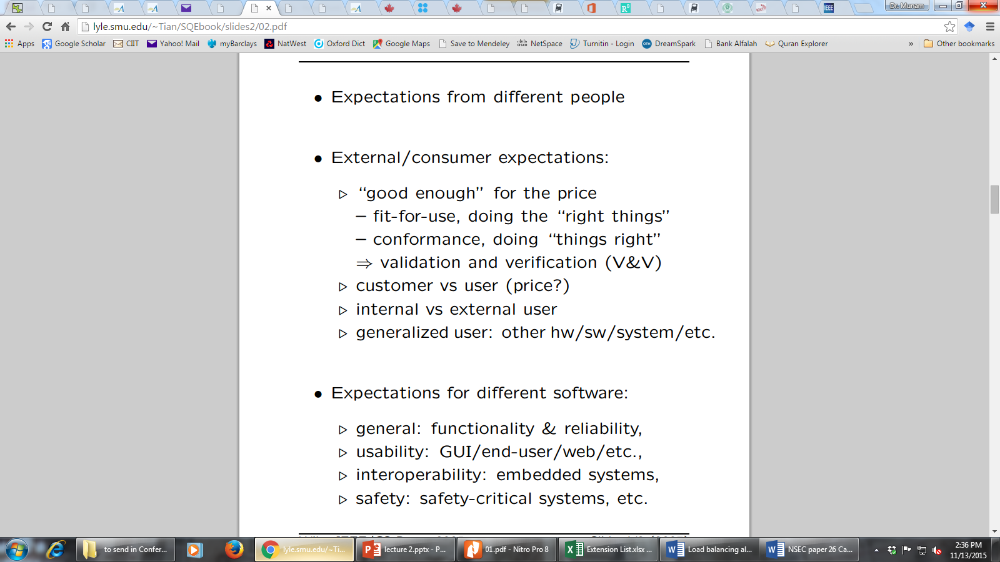 Dr. Munam
lyle.smu.edu/~Tian/SQEbook/slides2/02.pdf
Apps Google Scholar CIIT Yahoo! Mail myBarclays NatWest Oxford Dict Google Maps Save to Mendeley NetSpace Turnitin - Login DreamSpark Bank Alfalah Quran Explorer » Other bookmarks
• Expectations from different people
• External/consumer expectations:
▷ “good enough” for the price
– fit-for-use, doing the “right things”
– conformance, doing “things right”
⇒ validation and verification (V&V)
▷ customer vs user (price?)
▷ internal vs external user
▷ generalized user: other hw/sw/system/etc.
• Expectations for different software:
▷ general: functionality & reliability,
▷ usability: GUI/end-user/web/etc.,
▷ interoperability: embedded systems,
▷ safety: safety-critical systems, etc.
to send in Confer... lyle.smu.edu/~Ti... lecture 2.pptx - P... 01.pdf - Nitro Pro 8 Extension List.xlsx ... Load balancing al... NSEC paper 26 Ca...
2:36 PM
11/13/2015